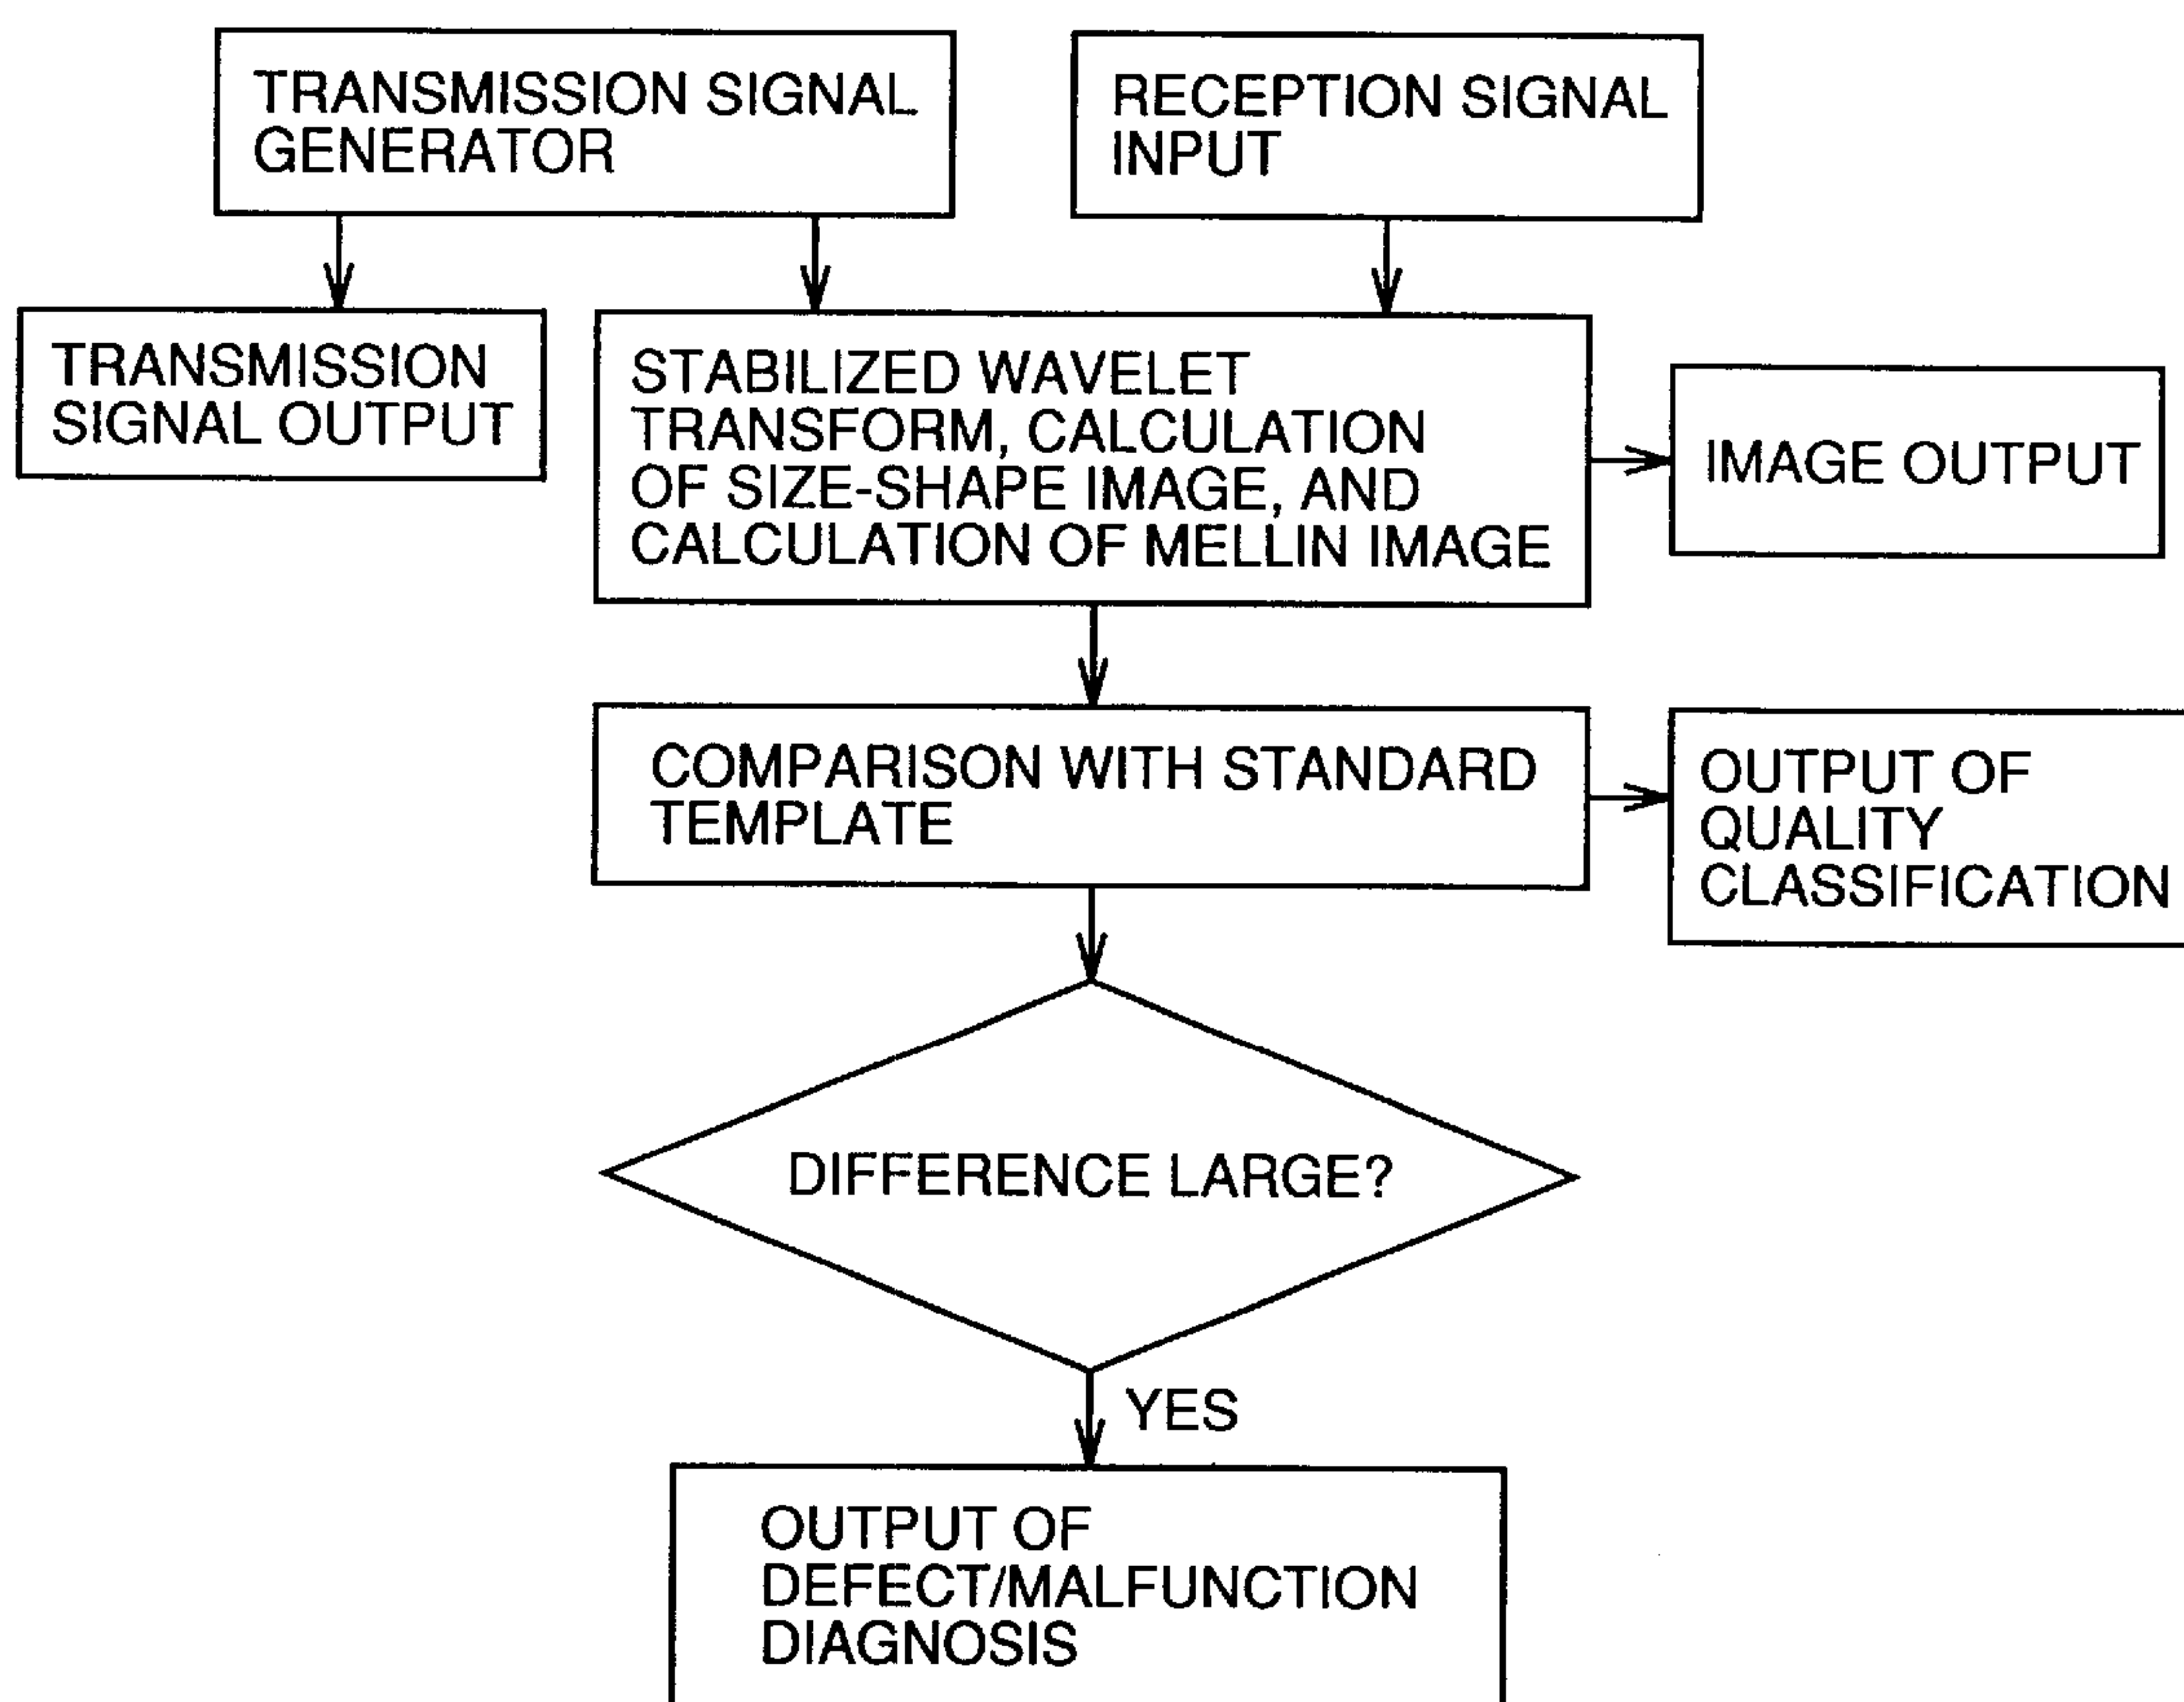 TRANSMISSION SIGNAL
GENERATOR
RECEPTION SIGNAL
INPUT
TRANSMISSION
SIGNAL OUTPUT
STABILIZED WAVELET
TRANSFORM, CALCULATION
OF SIZE-SHAPE IMAGE, AND
CALCULATION OF MELLIN IMAGE
IMAGE OUTPUT
COMPARISON WITH STANDARD
TEMPLATE
OUTPUT OF
QUALITY
CLASSIFICATION
DIFFERENCE LARGE?
YES
OUTPUT OF
DEFECT/MALFUNCTION
DIAGNOSIS